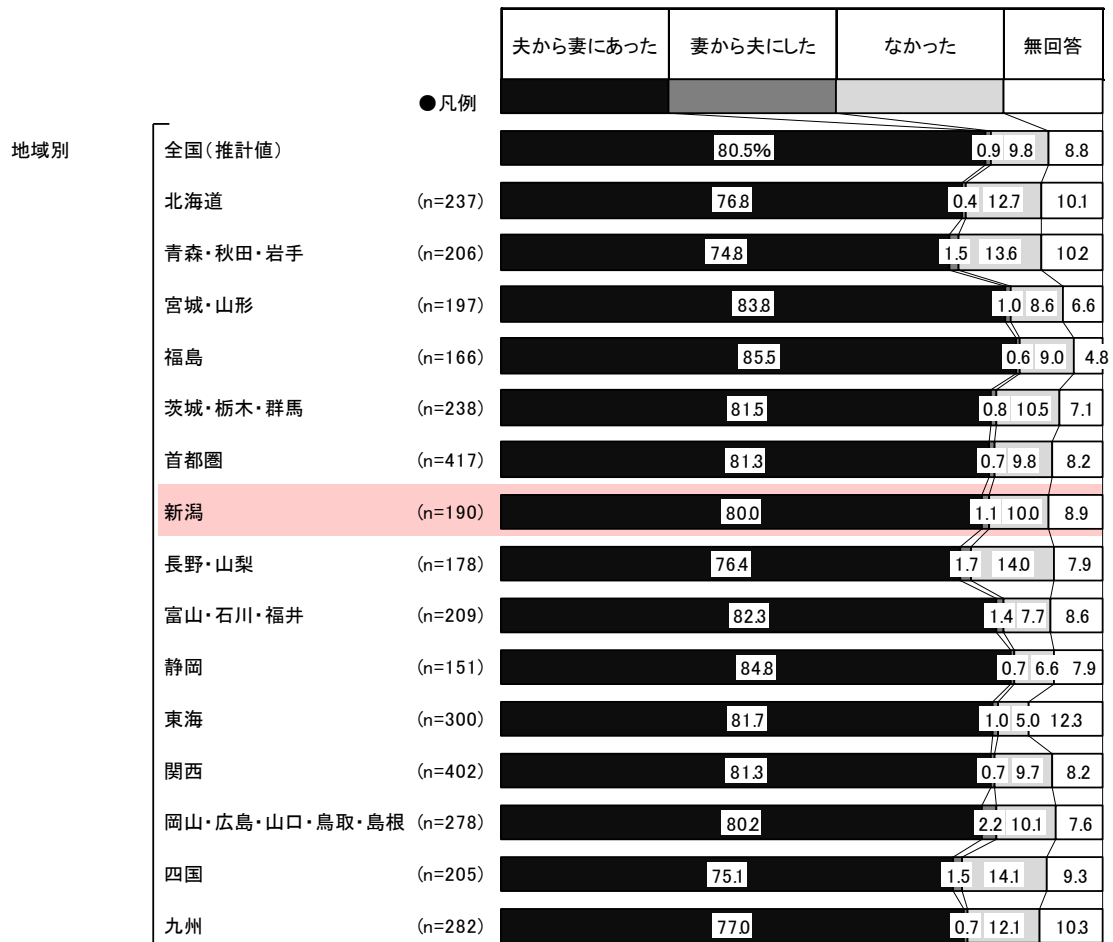 夫から妻にあった 妻から夫にした なかった 無回答
●凡例
地域別 全国(推計値) 80.5% 0.9 9.8 8.8
北海道 (n=237) 76.8 0.4 12.7 10.1
青森・秋田・岩手 (n=206) 74.8 1.5 13.6 10.2
宮城・山形 (n=197) 83.8 1.0 8.6 6.6
福島 (n=166) 85.5 0.6 9.0 4.8
茨城・栃木・群馬 (n=238) 81.5 0.8 10.5 7.1
首都圏 (n=417) 81.3 0.7 9.8 8.2
新潟 (n=190) 80.0 1.1 10.0 8.9
長野・山梨 (n=178) 76.4 1.7 14.0 7.9
富山・石川・福井 (n=209) 82.3 1.4 7.7 8.6
静岡 (n=151) 84.8 0.7 6.6 7.9
東海 (n=300) 81.7 1.0 5.0 12.3
関西 (n=402) 81.3 0.7 9.7 8.2
岡山・広島・山口・鳥取・島根 (n=278) 80.2 2.2 10.1 7.6
四国 (n=205) 75.1 1.5 14.1 9.3
九州 (n=282) 77.0 0.7 12.1 10.3